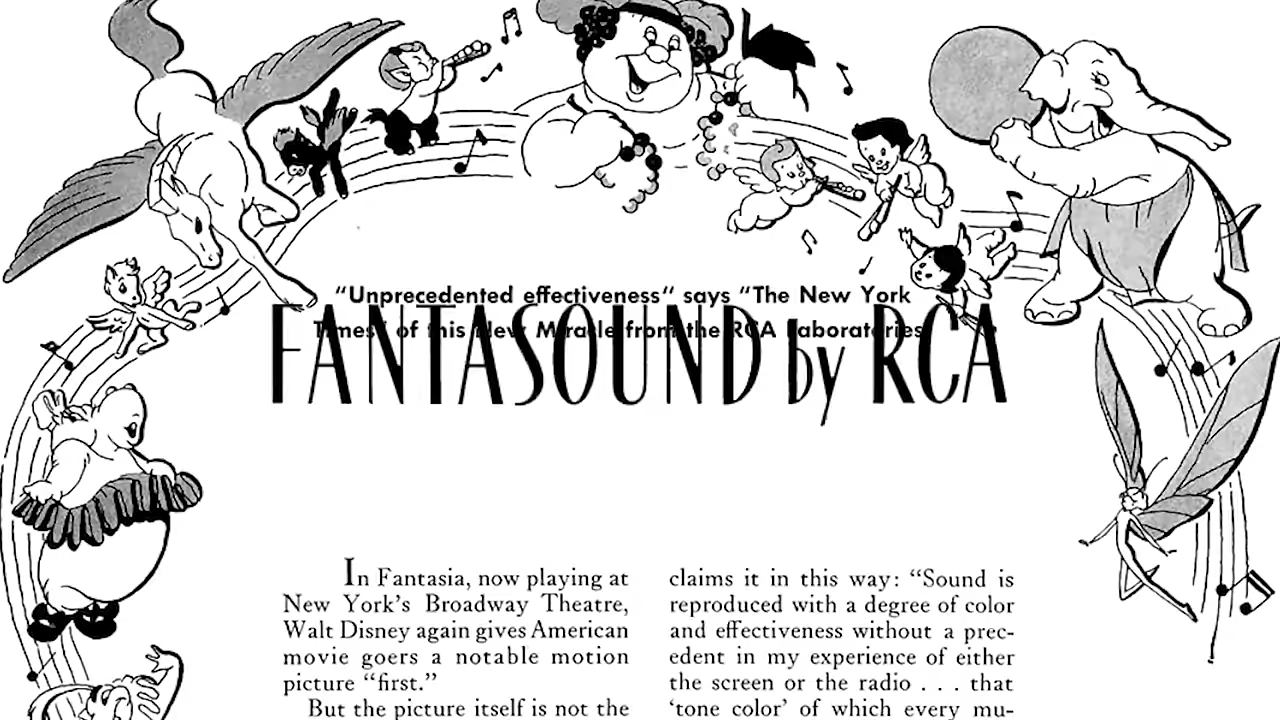 “Unprecedented effectiveness“ says “The New York
Times” of this New Miracle from the RCA Laboratories
FANTASOUND by RCA
In Fantasia, now playing at
New York’s Broadway Theatre,
Walt Disney again gives American
movie goers a notable motion
picture “first.”
But the picture itself is not the
claims it in this way: “Sound is
reproduced with a degree of color
and effectiveness without a prec-
edent in my experience of either
the screen or the radio . . . that
‘tone color’ of which every mu-